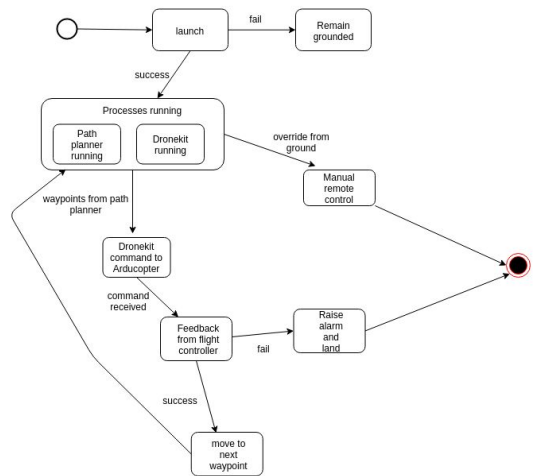 launch
fail
Remain
grounded
success
Processes running
Path
planner
running
Dronekit
running
override from
ground
Manual
remote
control
waypoints from path
planner
Dronekit
command to
Arducopter
command
received
Feedback
from flight
controller
fail
Raise
alarm
and
land
success
move to
next
waypoint